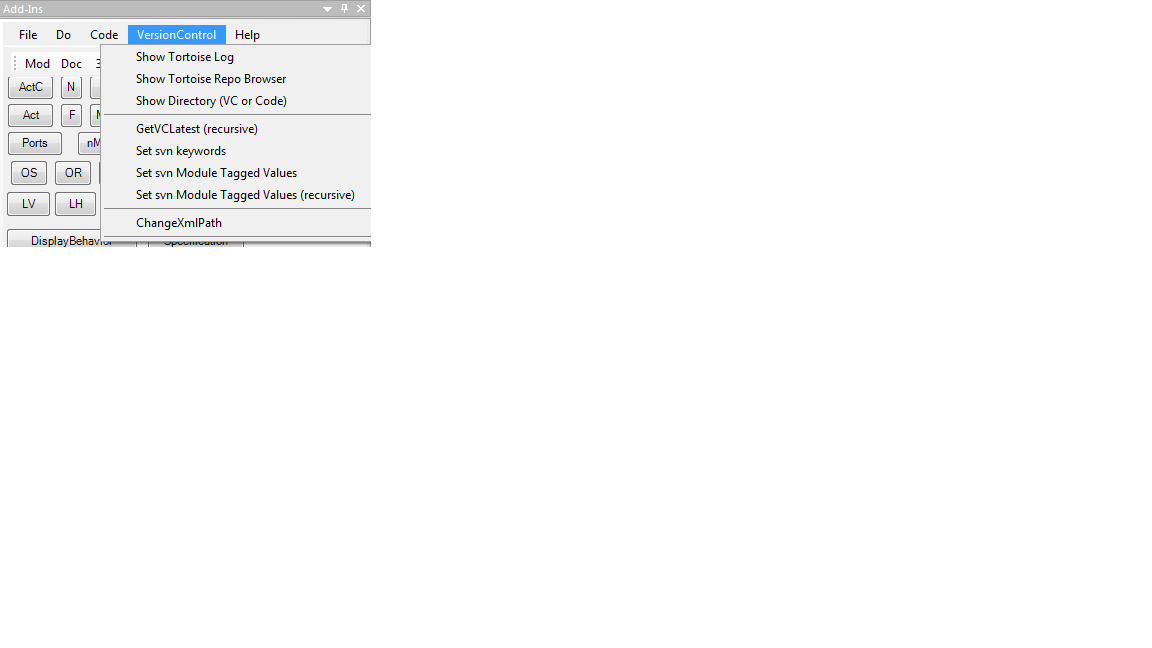 Add-Ins
File Do Code VersionControl Help
Mod Doc
Show Tortoise Log
Show Tortoise Repo Browser
Show Directory (VC or Code)
GetVCLatest (recursive)
Set svn keywords
Set svn Module Tagged Values
Set svn Module Tagged Values (recursive)
ChangeXmlPath
ActC N
Act F
Ports
OS OR
LV LH
DisplayBehavior Specification